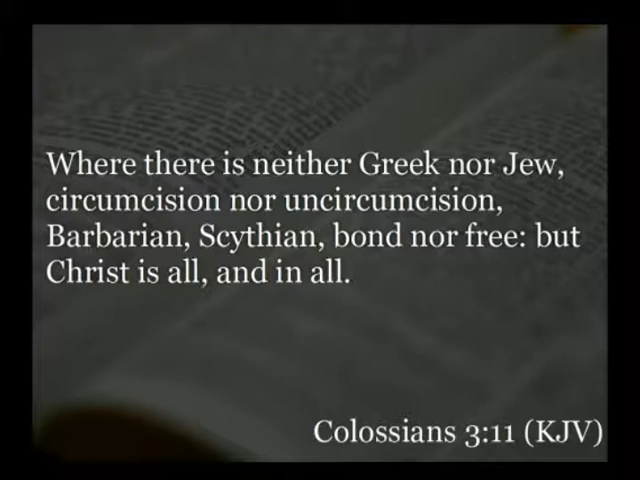 Where there is neither Greek nor Jew,
circumcision nor uncircumcision,
Barbarian, Scythian, bond nor free: but
Christ is all, and in all.
Colossians 3:11 (KJV)